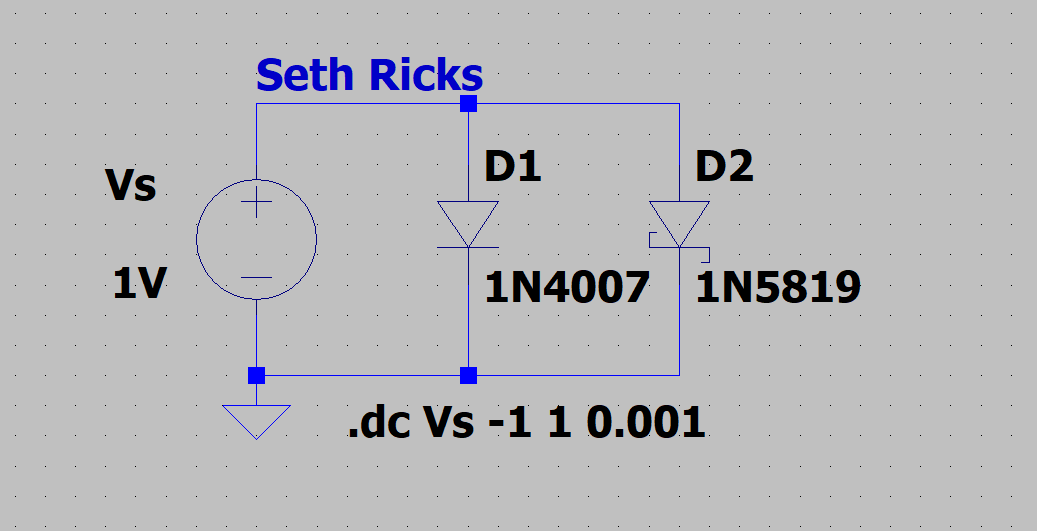 Seth Ricks
Vs
D1
D2
1V
1N4007
1N5819
.dc Vs -1 1 0.001